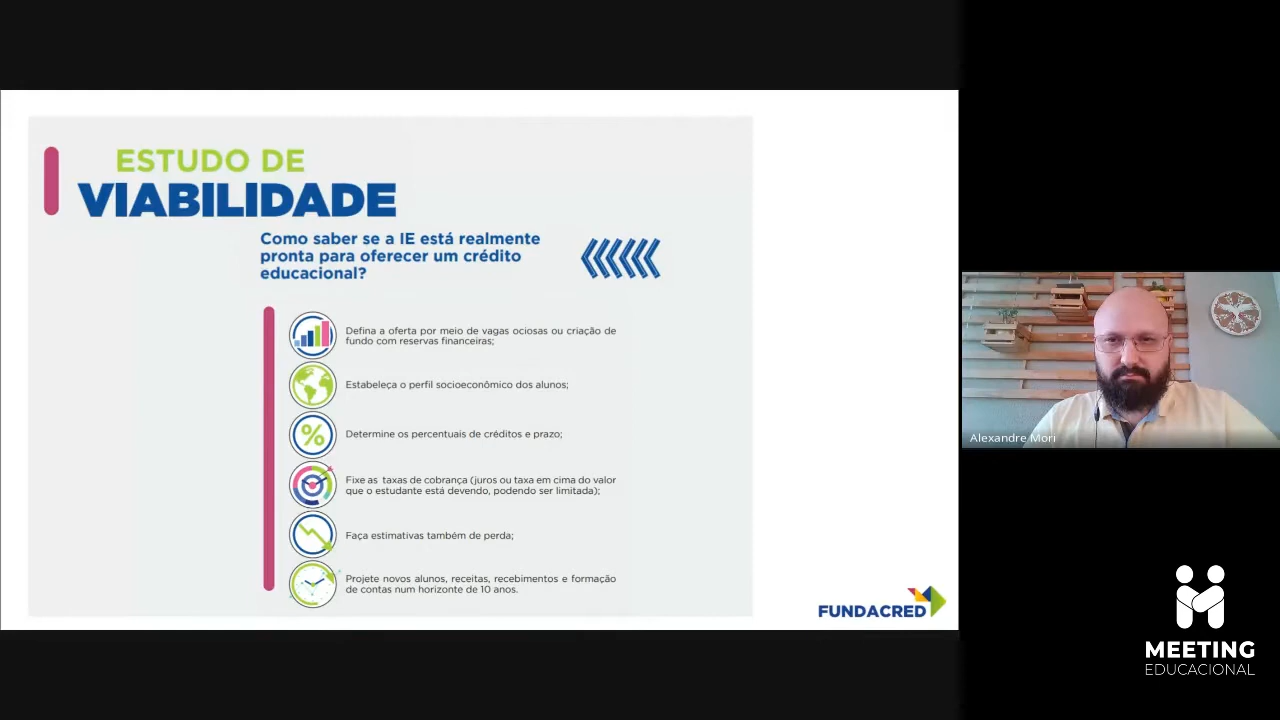 ESTUDO DE
VIABILIDADE
Como saber se a IE está realmente
pronta para oferecer um crédito
educacional?
Defina a oferta por meio de vagas ociosas ou criação de
fundo com reservas financeiras;
Estabeleça o perfil socioeconômico dos alunos;
%
Determine os percentuais de créditos e prazo;
Fixe as taxas de cobrança (juros ou taxa em cima do valor
que o estudante está devendo, podendo ser limitada);
Faça estimativas também de perda;
Projete novos alunos, receitas, recebimentos e formação
de contas num horizonte de 10 anos.
FUNDACRED
Alexandre Mori
MEETING
EDUCACIONAL